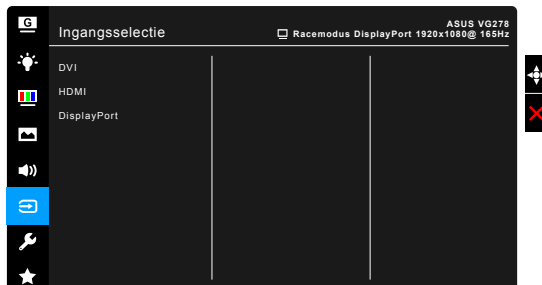 G
Ingangsselectie
ASUS VG278
Racemodus DisplayPort 1920x1080@ 165Hz
DVI
HDMI
DisplayPort